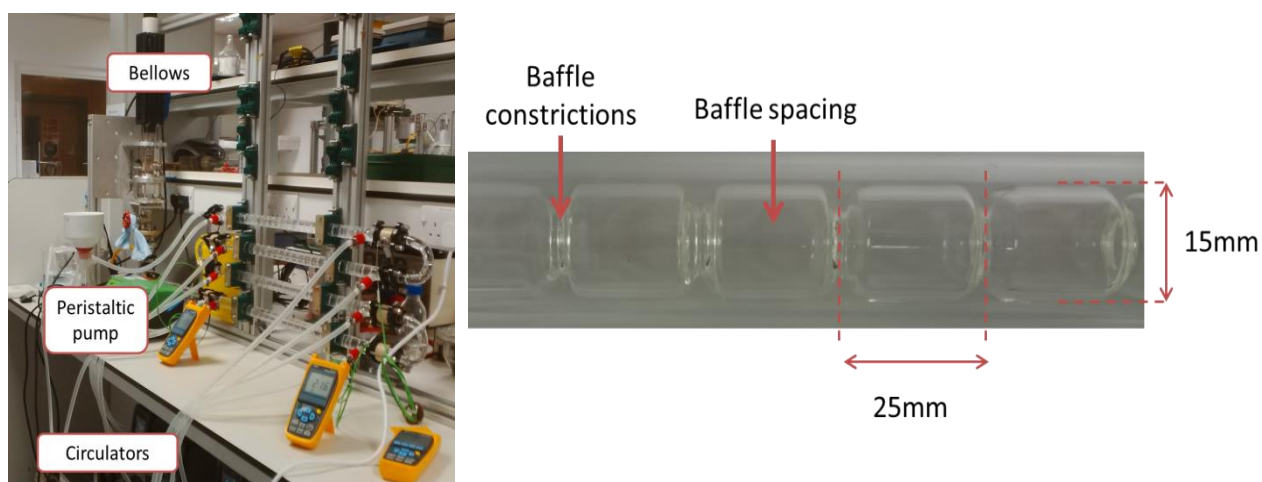 Bellows
Peristaltic
pump
Circulators
Baffle
constrictions
Baffle spacing
15mm
25mm